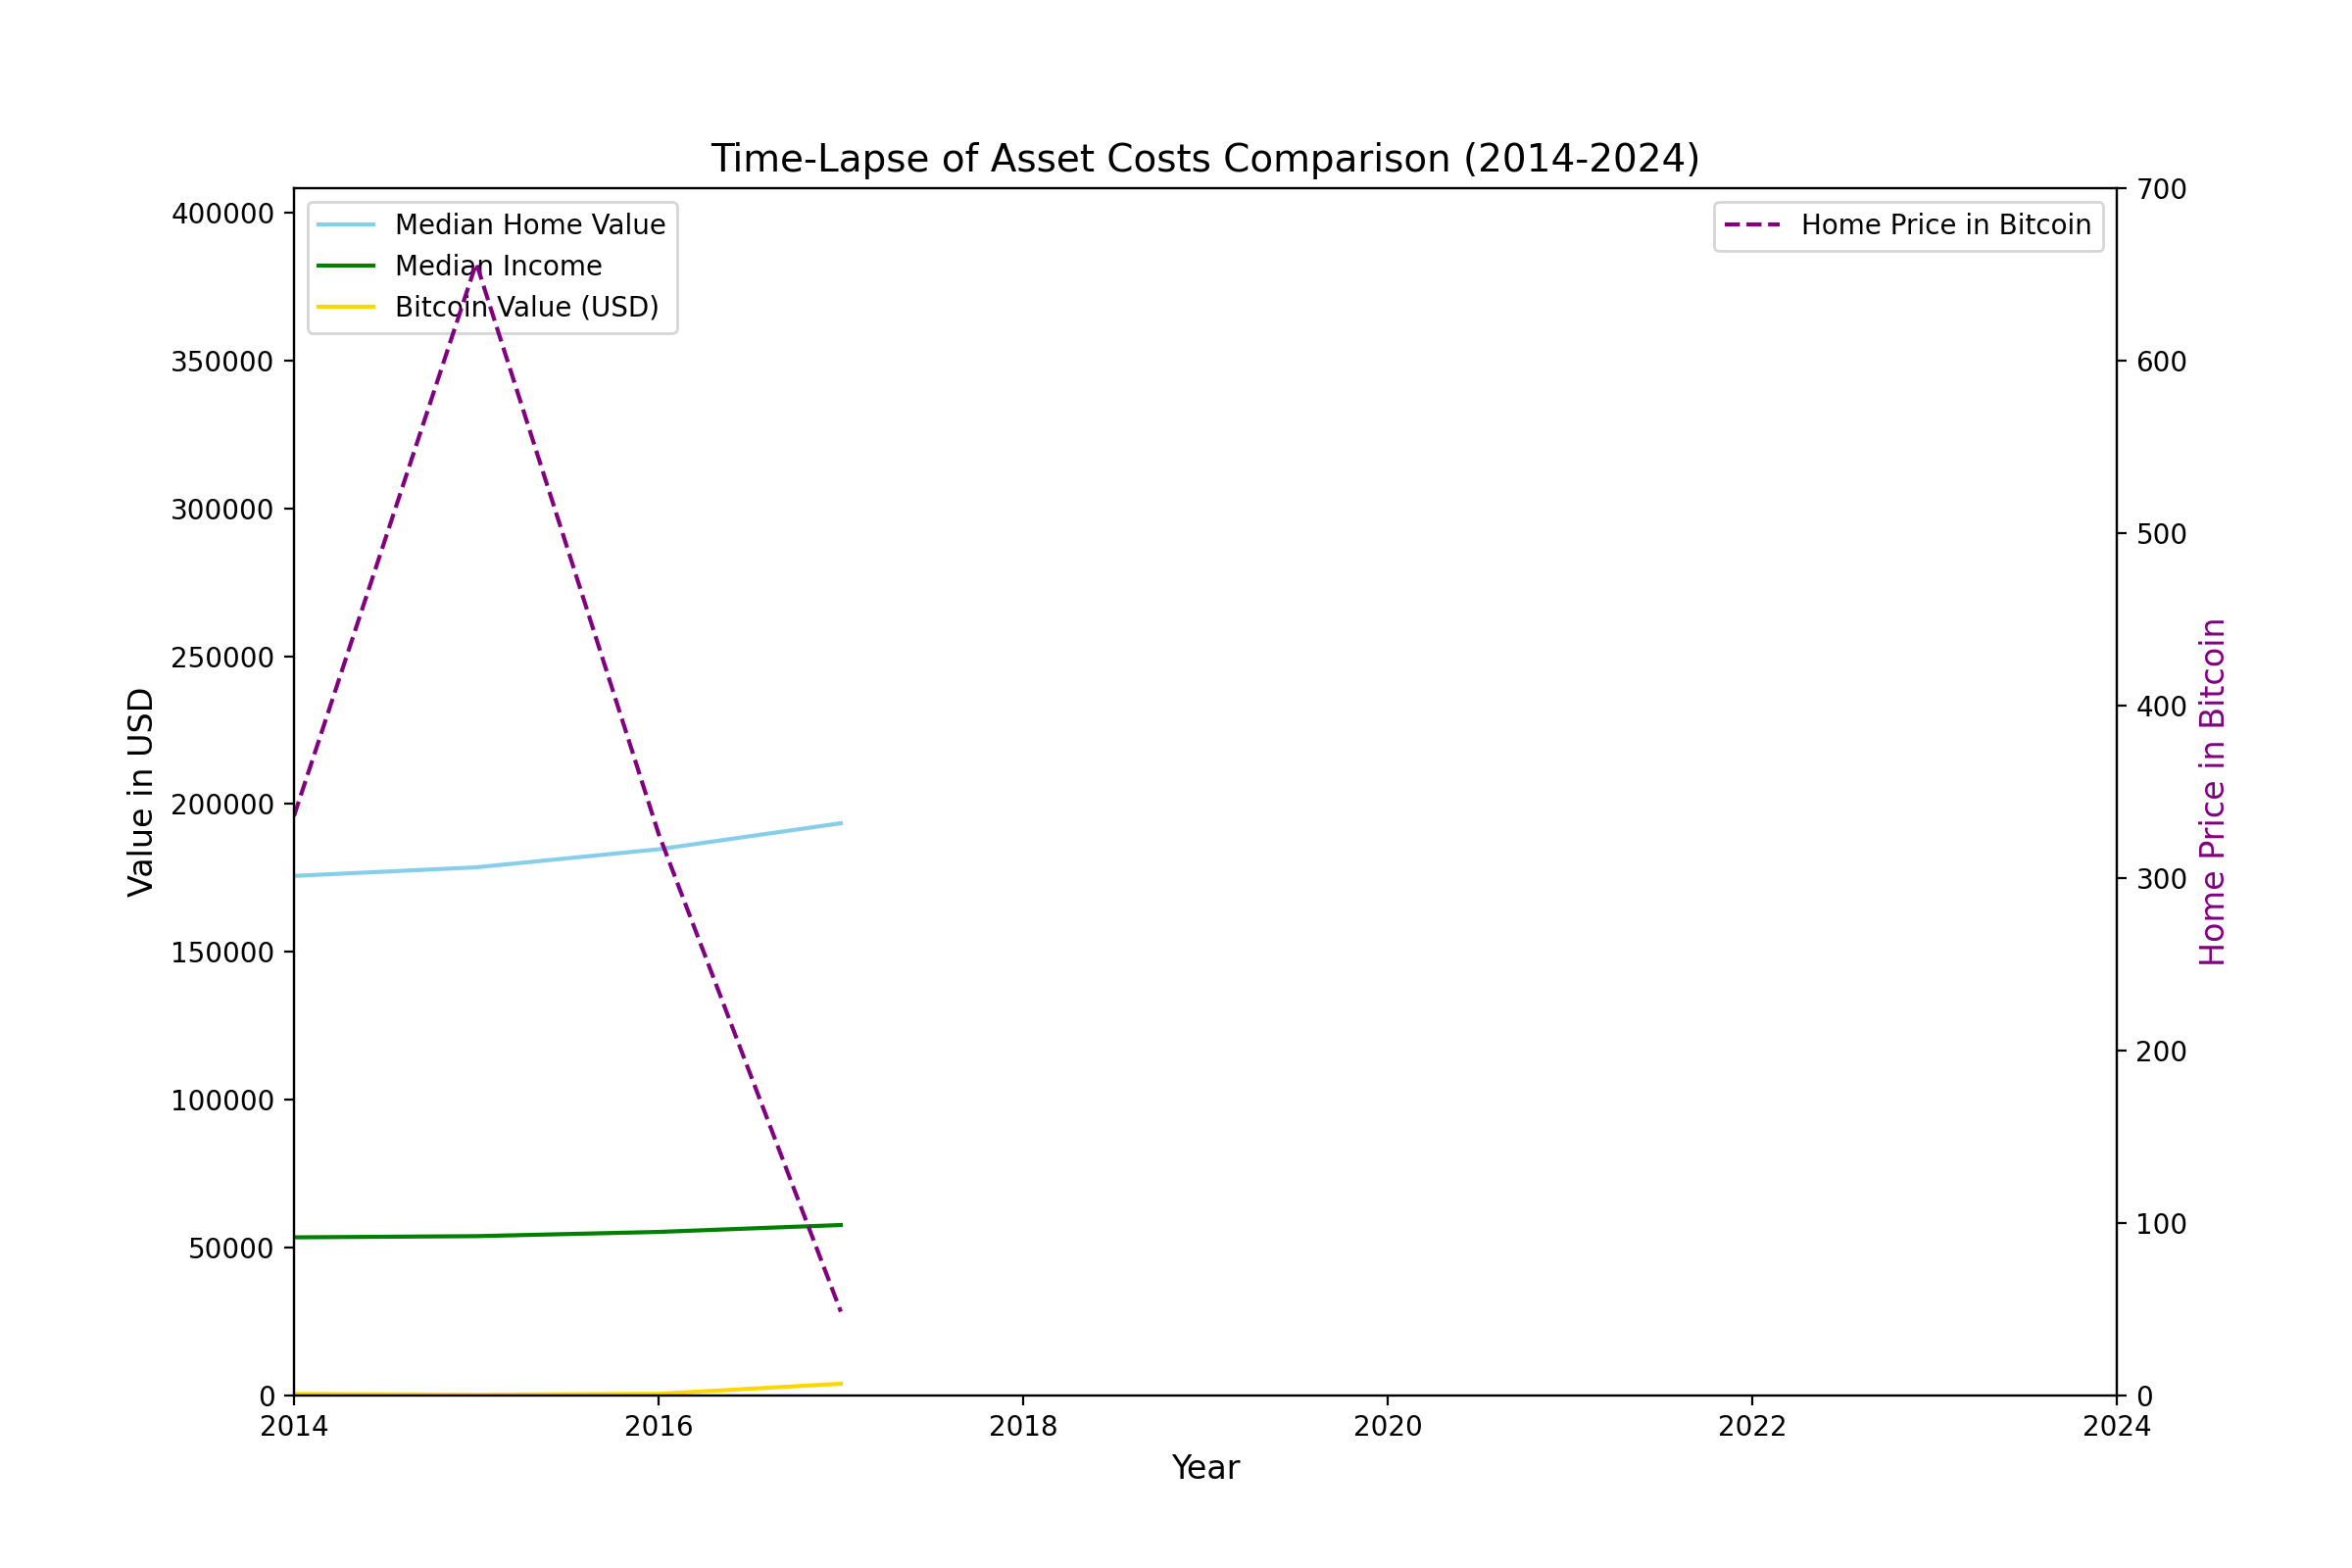 Time-Lapse of Asset Costs Comparison (2014-2024)
Median Home Value
Median Income
Bitcoin Value (USD)
Home Price in Bitcoin
Value in USD
400000
350000
300000
250000
200000
150000
100000
50000
0
700
600
500
400
300
200
100
0
Home Price in Bitcoin
2014 2016 2018 2020 2022 2024
Year